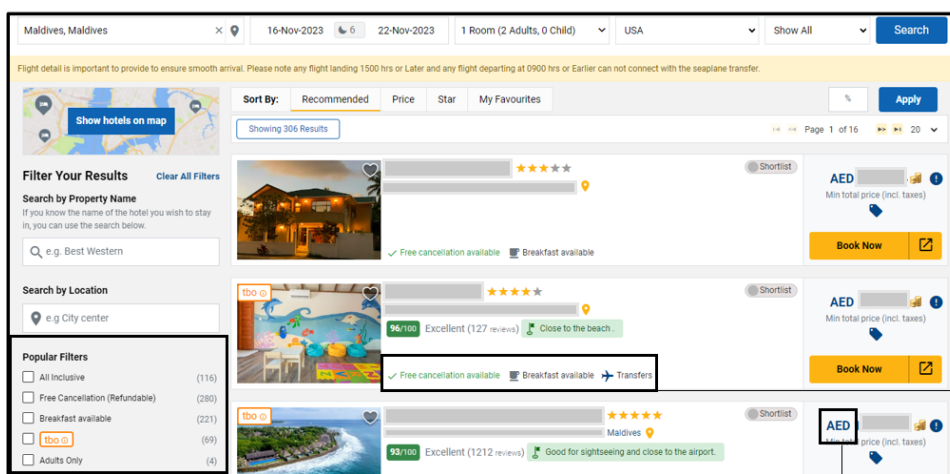 Maldives, Maldives × 16-Nov-2023 6 22-Nov-2023 1 Room (2 Adults, 0 Child) USA Show All Search
Flight detail is important to provide to ensure smooth arrival. Please note any flight landing 1500 hrs or Later and any flight departing at 0900 hrs or Earlier can not connect with the seaplane transfer.
Show hotels on map
Sort By: Recommended Price Star My Favourites % Apply
Showing 306 Results Page 1 of 16 20
Filter Your Results Clear All Filters
Search by Property Name
If you know the name of the hotel you wish to stay
in, you can use the search below.
e.g. Best Western
Search by Location
e.g City center
Popular Filters
All Inclusive (116)
Free Cancellation (Refundable) (280)
Breakfast available (221)
tbo (69)
Adults Only (4)
Shortlist
Free cancellation available Breakfast available
AED
Min total price (incl. taxes)
Book Now
tbo
Shortlist
96/100 Excellent (127 reviews) Close to the beach .
Free cancellation available Breakfast available Transfers
AED
Min total price (incl. taxes)
Book Now
tbo
Shortlist
Maldives
93/100 Excellent (1212 reviews) Good for sightseeing and close to the airport.
AED
Min total price (incl. taxes)